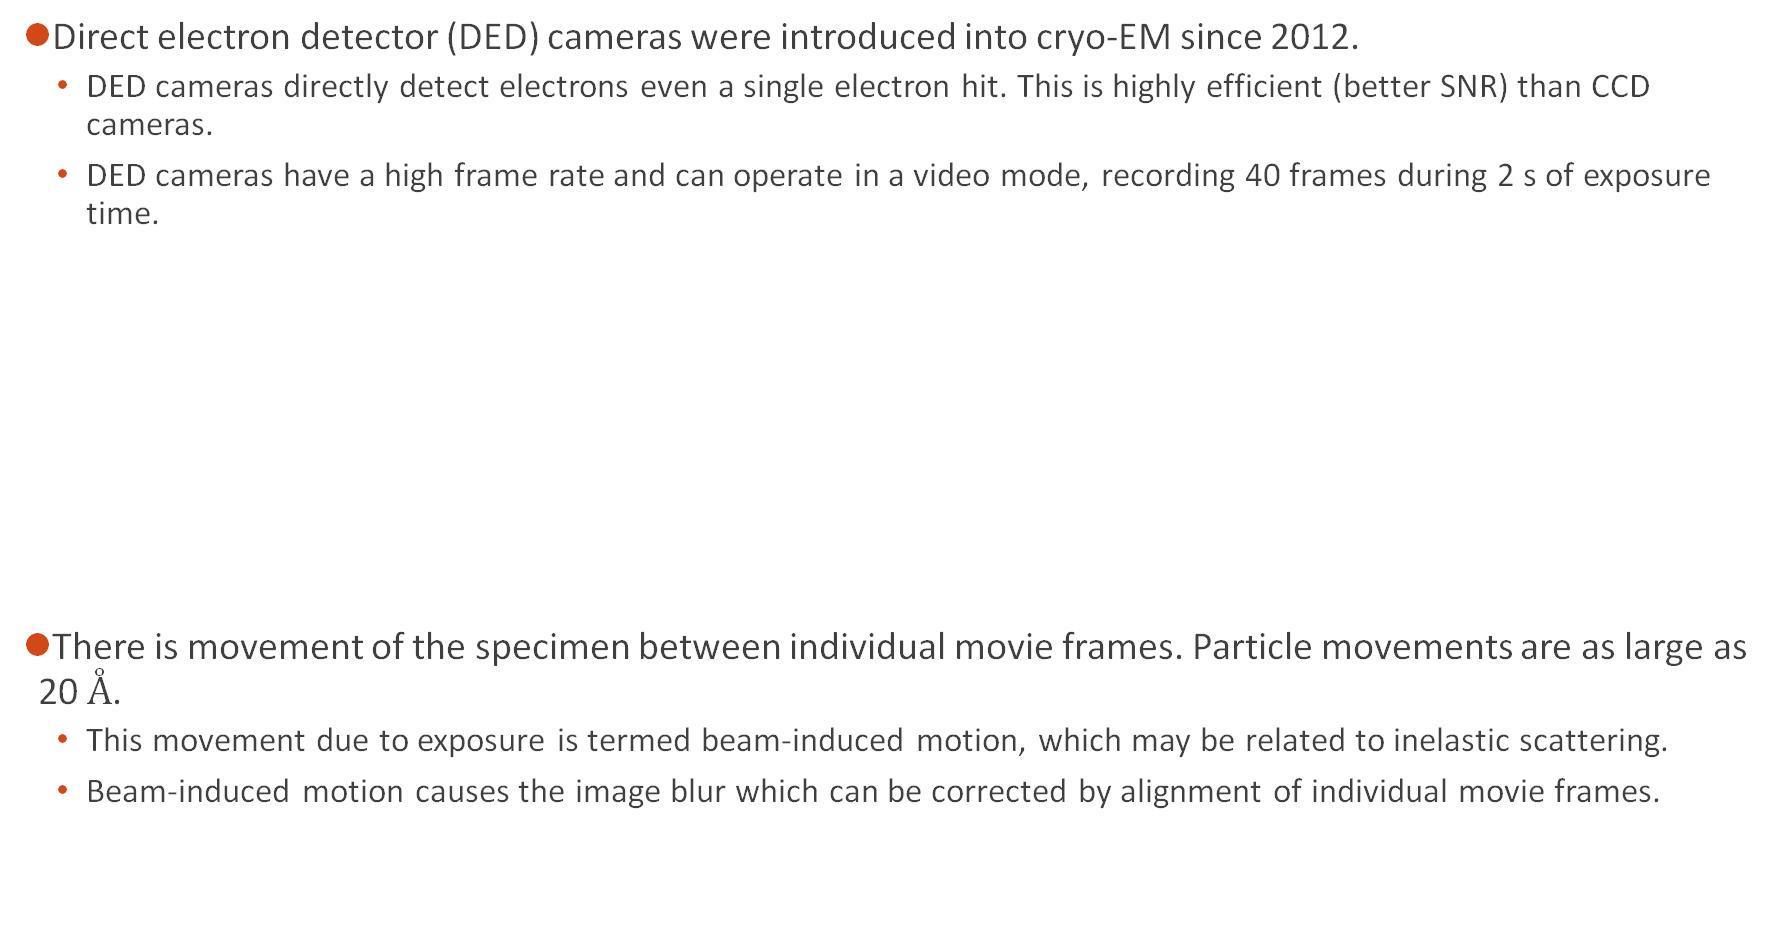 ●Direct electron detector (DED) cameras were introduced into cryo-EM since 2012.
• DED cameras directly detect electrons even a single electron hit. This is highly efficient (better SNR) than CCD
cameras.
• DED cameras have a high frame rate and can operate in a video mode, recording 40 frames during 2 s of exposure
time.
●There is movement of the specimen between individual movie frames. Particle movements are as large as
20 Å.
• This movement due to exposure is termed beam-induced motion, which may be related to inelastic scattering.
• Beam-induced motion causes the image blur which can be corrected by alignment of individual movie frames.